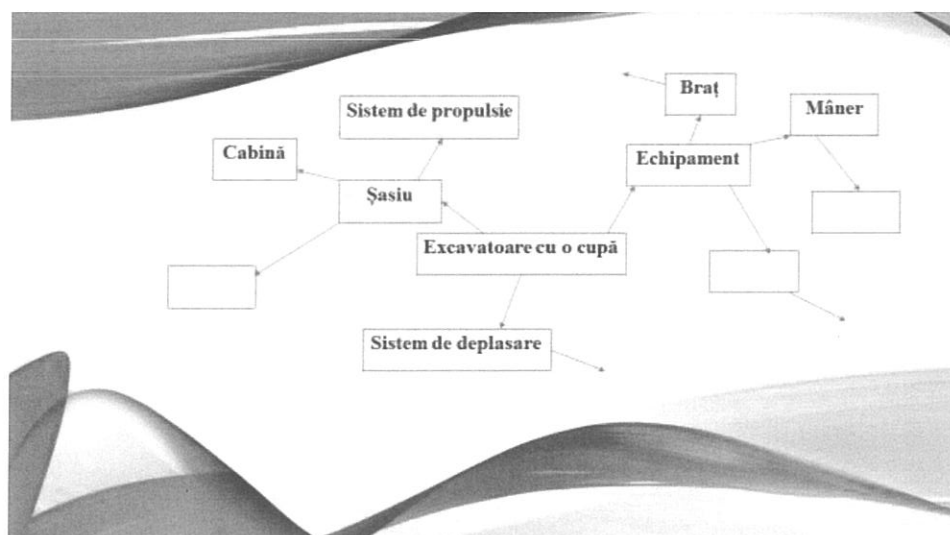 Braț
Sistem de propulsie
Mâner
Cabină
Echipament
Șasiu
Excavatoare cu o cupă
Sistem de deplasare